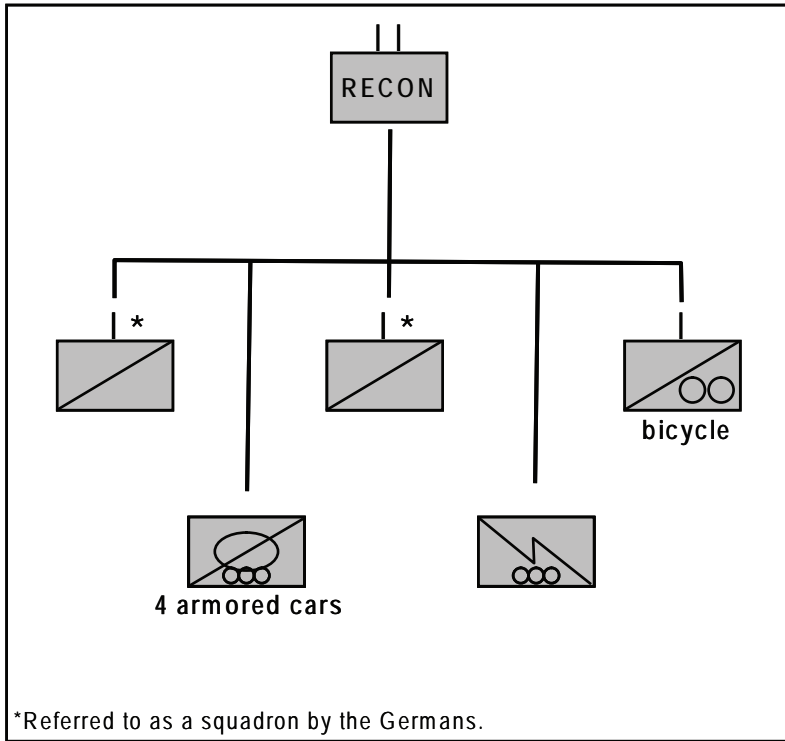 RECON
*
*
bicycle
4 armored cars
*Referred to as a squadron by the Germans.